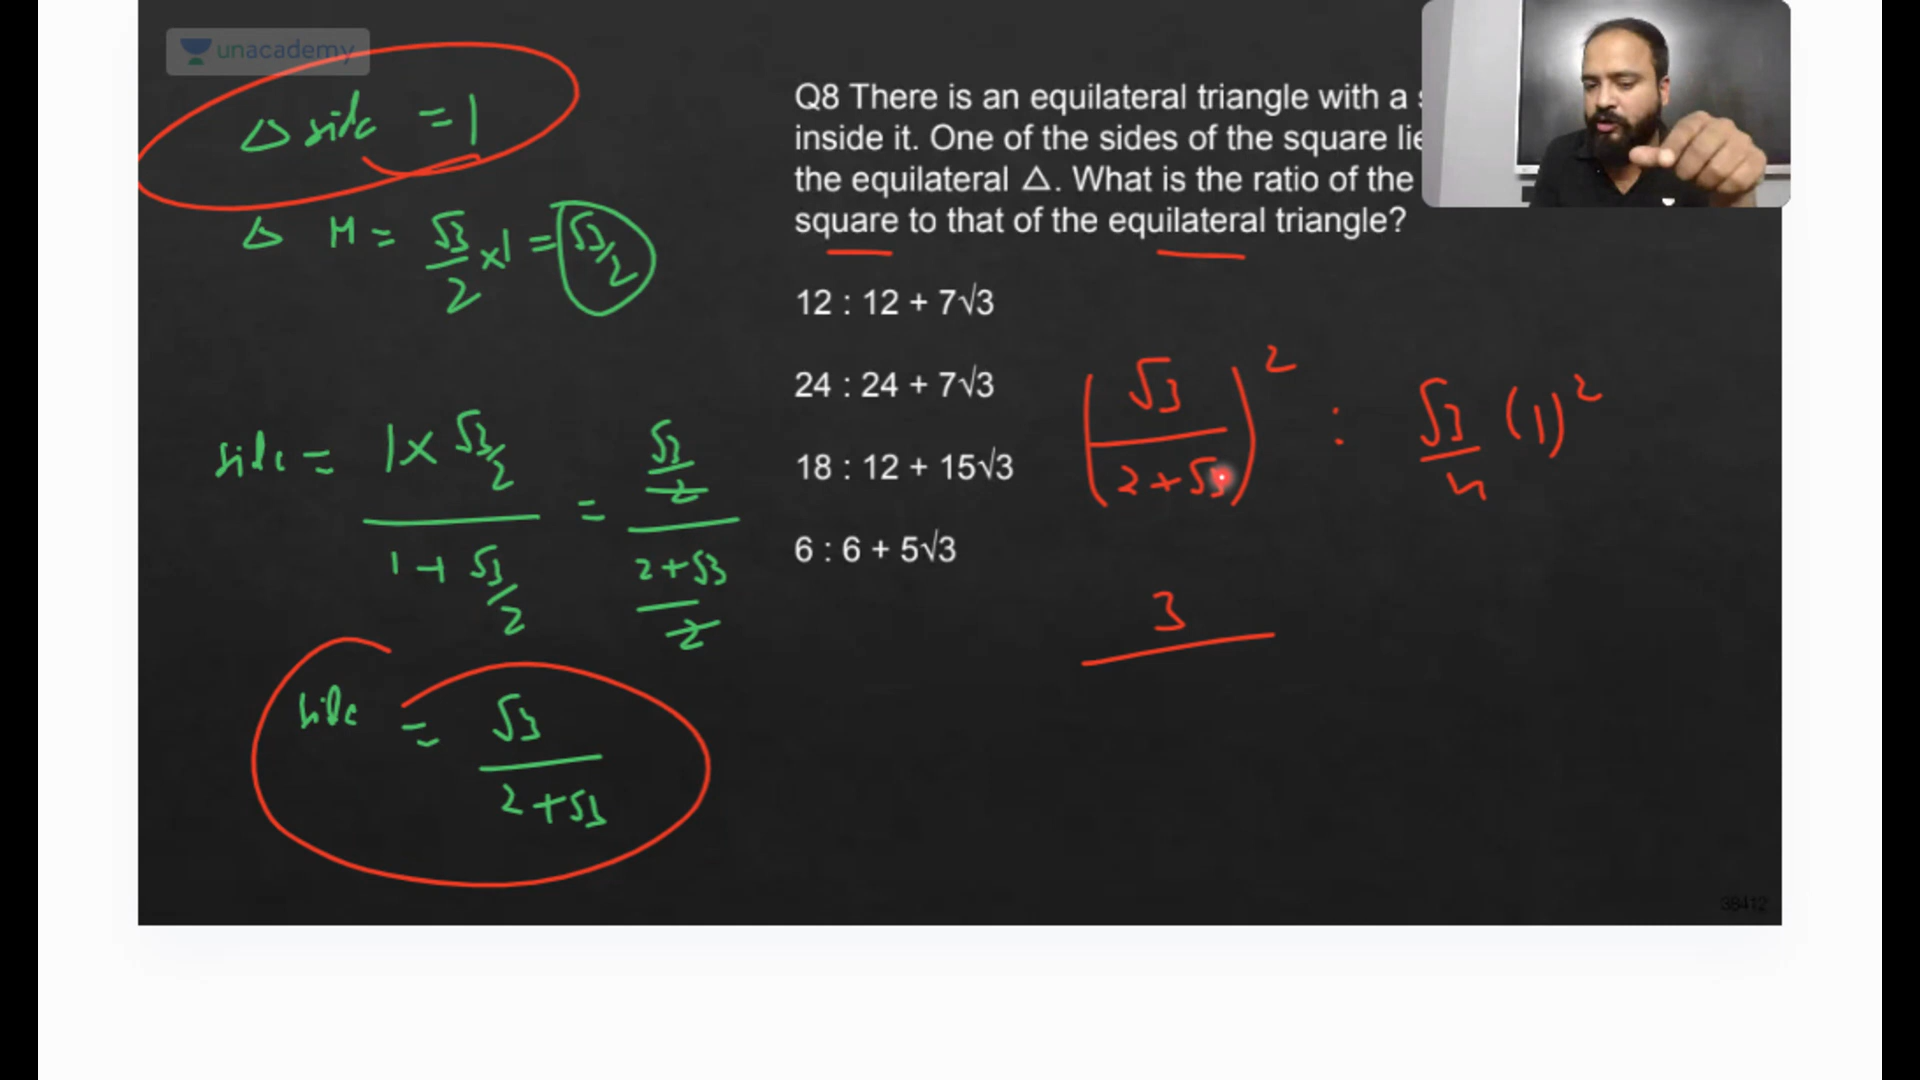 unacademy
Δ side = 1
Δ H = √3/2 × 1 = √3/2
side = 1 × √3/2 / 1 + √3/2 = √3/2 / 2+√3/2
side = √3 / 2+√3
Q8 There is an equilateral triangle with a
inside it. One of the sides of the square lie
the equilateral △. What is the ratio of the
square to that of the equilateral triangle?
12 : 12 + 7√3
24 : 24 + 7√3
18 : 12 + 15√3
6 : 6 + 5√3
(√3 / 2+√3)² : √3/4 (1)²
3
38412